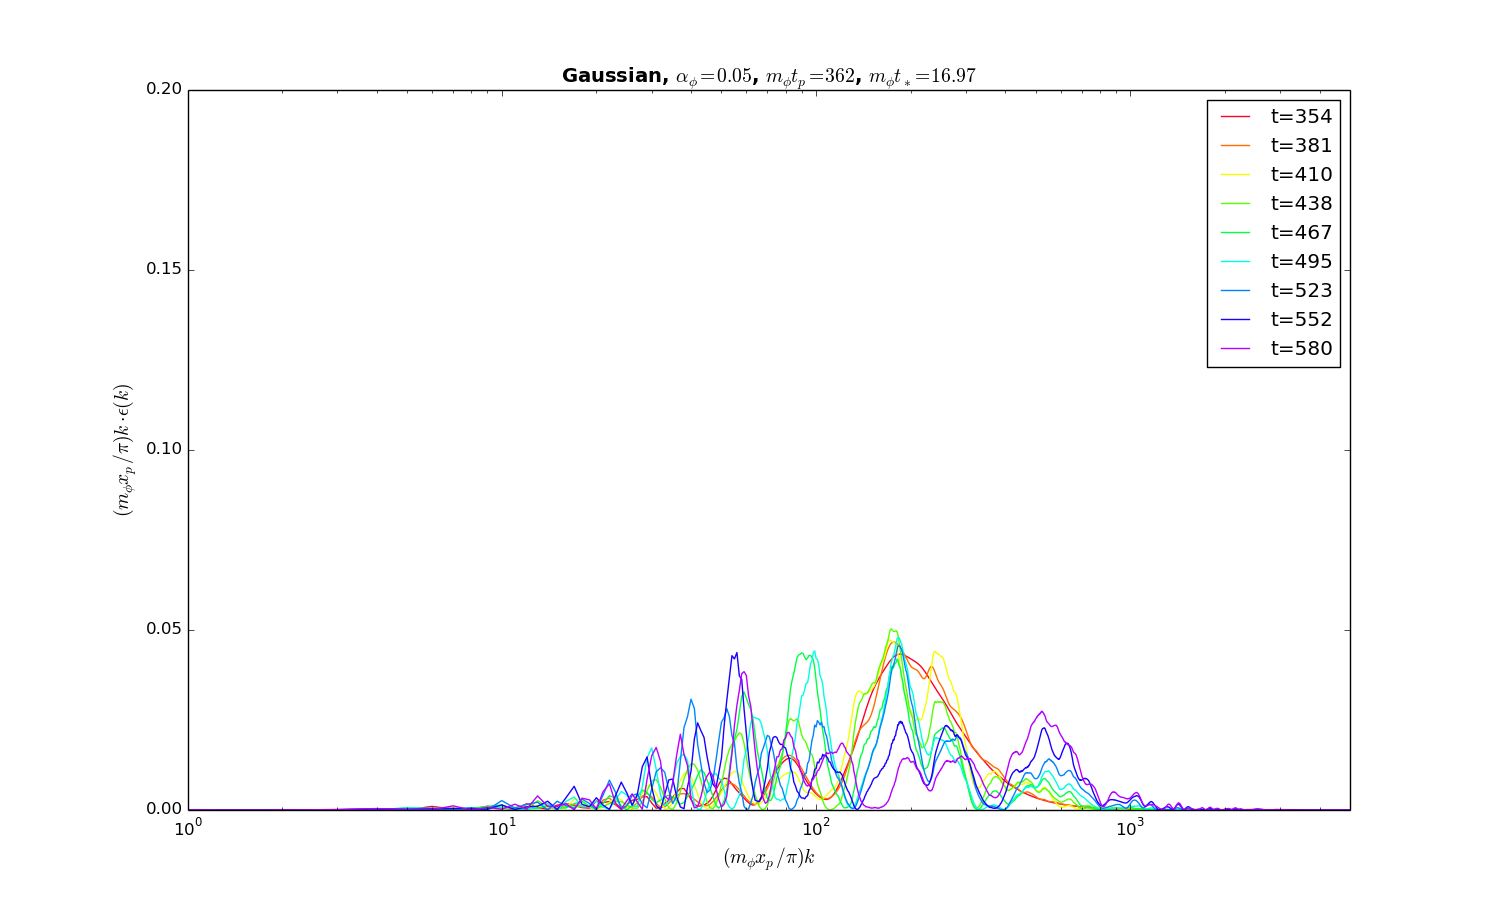 Gaussian, α_ϕ=0.05, m_ϕt_p=362, m_ϕt_*=16.97
0.20
0.15
0.10
0.05
0.00
(m_ϕx_p/π)k·ϵ(k)
t=354
t=381
t=410
t=438
t=467
t=495
t=523
t=552
t=580
10^0 10^1 10^2 10^3
(m_ϕx_p/π)k